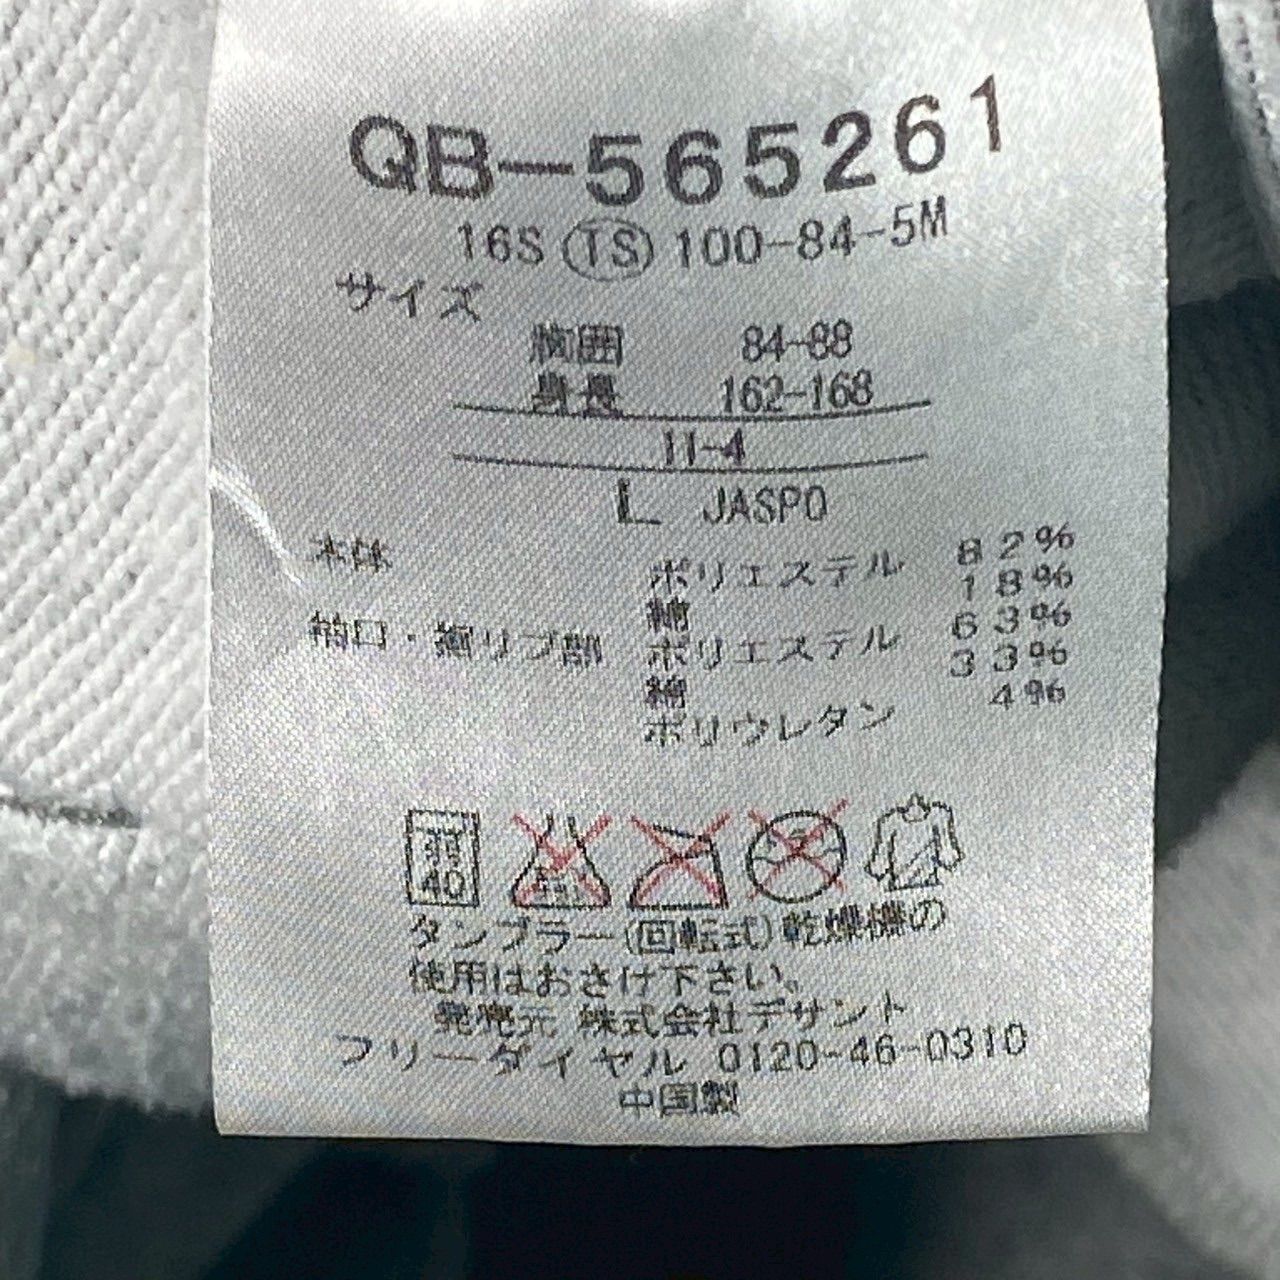 QB-565261
16S TS 100-84-5M
サイズ
胸囲 84-88
身長 162-168
11-4
L JASPO
本体 ポリエステル 82%
綿 18%
袖口・裾リブ部 ポリエステル 63%
綿 33%
ポリウレタン 4%
弱 40
タンブラー(回転式)乾燥機の
使用はおさけ下さい。
発売元 株式会社デサント
フリーダイヤル 0120-46-0310
中国製